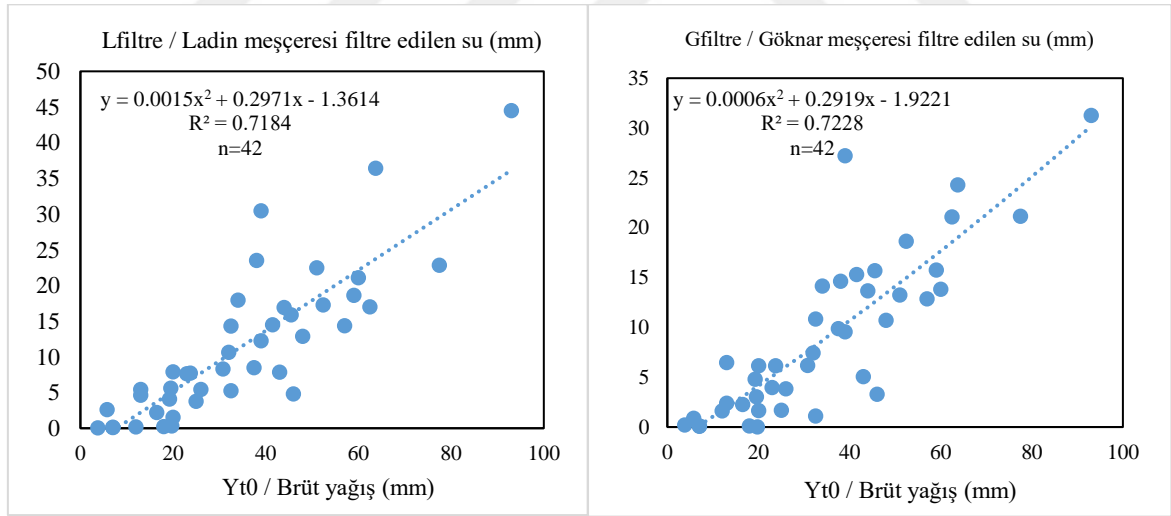 Lfiltre / Ladin meşçeresi filtre edilen su (mm)
50
45
40
35
30
25
20
15
10
5
0
y = 0.0015x² + 0.2971x - 1.3614
R² = 0.7184
n=42
0 20 40 60 80 100
Yt0 / Brüt yağış (mm)
Gfiltre / Göknar meşçeresi filtre edilen su (mm)
35
30
25
20
15
10
5
0
y = 0.0006x² + 0.2919x - 1.9221
R² = 0.7228
n=42
0 20 40 60 80 100
Yt0 / Brüt yağış (mm)